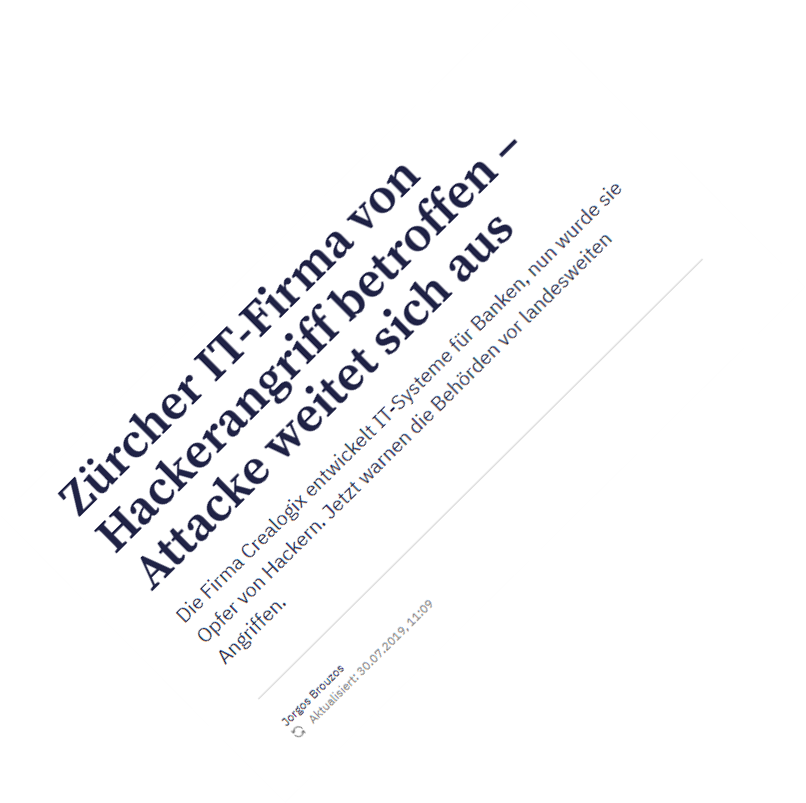 Zürcher IT-Firma von
Hackerangriff betroffen –
Attacke weitet sich aus
Die Firma Crealogix entwickelt IT-Systeme für Banken, nun wurde sie
Opfer von Hackern. Jetzt warnen die Behörden vor landesweiten
Angriffen.
Jorgos Brouzos
Aktualisiert: 30.07.2019, 11:09